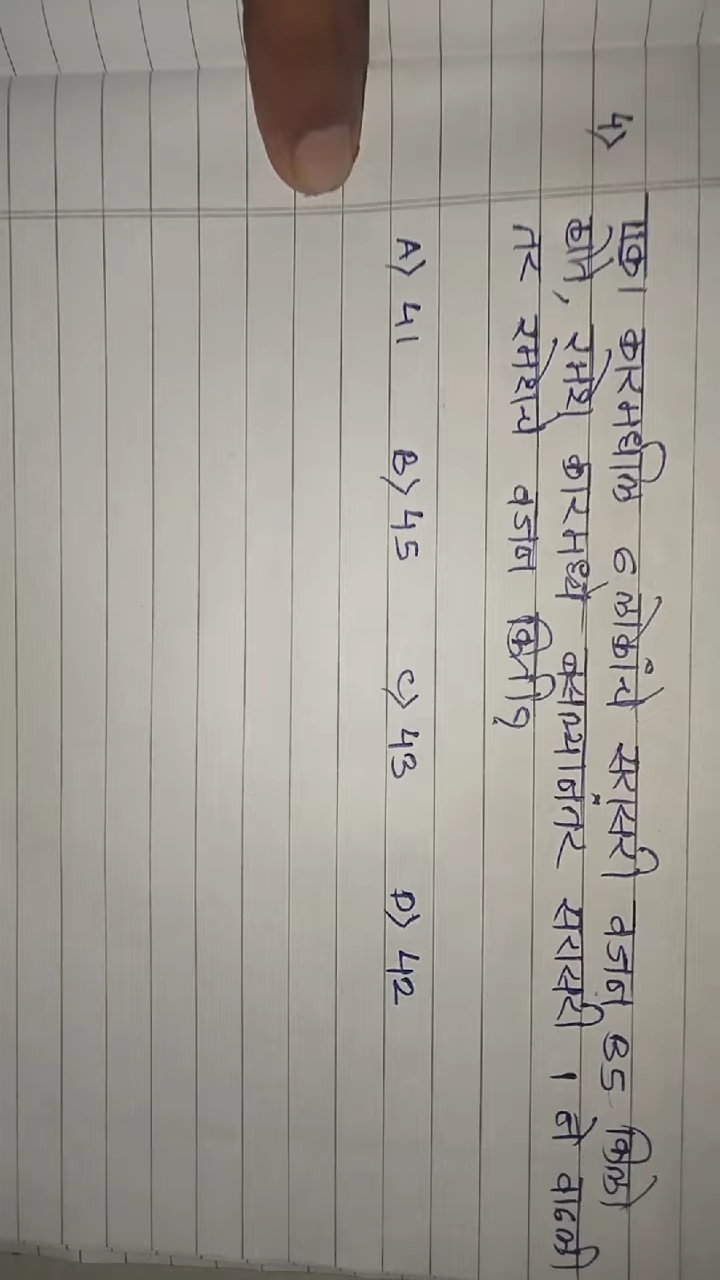 4) एका कारमधील 6 लोकांचे सरासरी वजन 35 किलो
होते, रमेश कारमध्ये बसल्यानंतर सरासरी 1 ने वाढली
तर रमेशचे वजन किती?
A) 41 B) 45 C) 43 D) 42